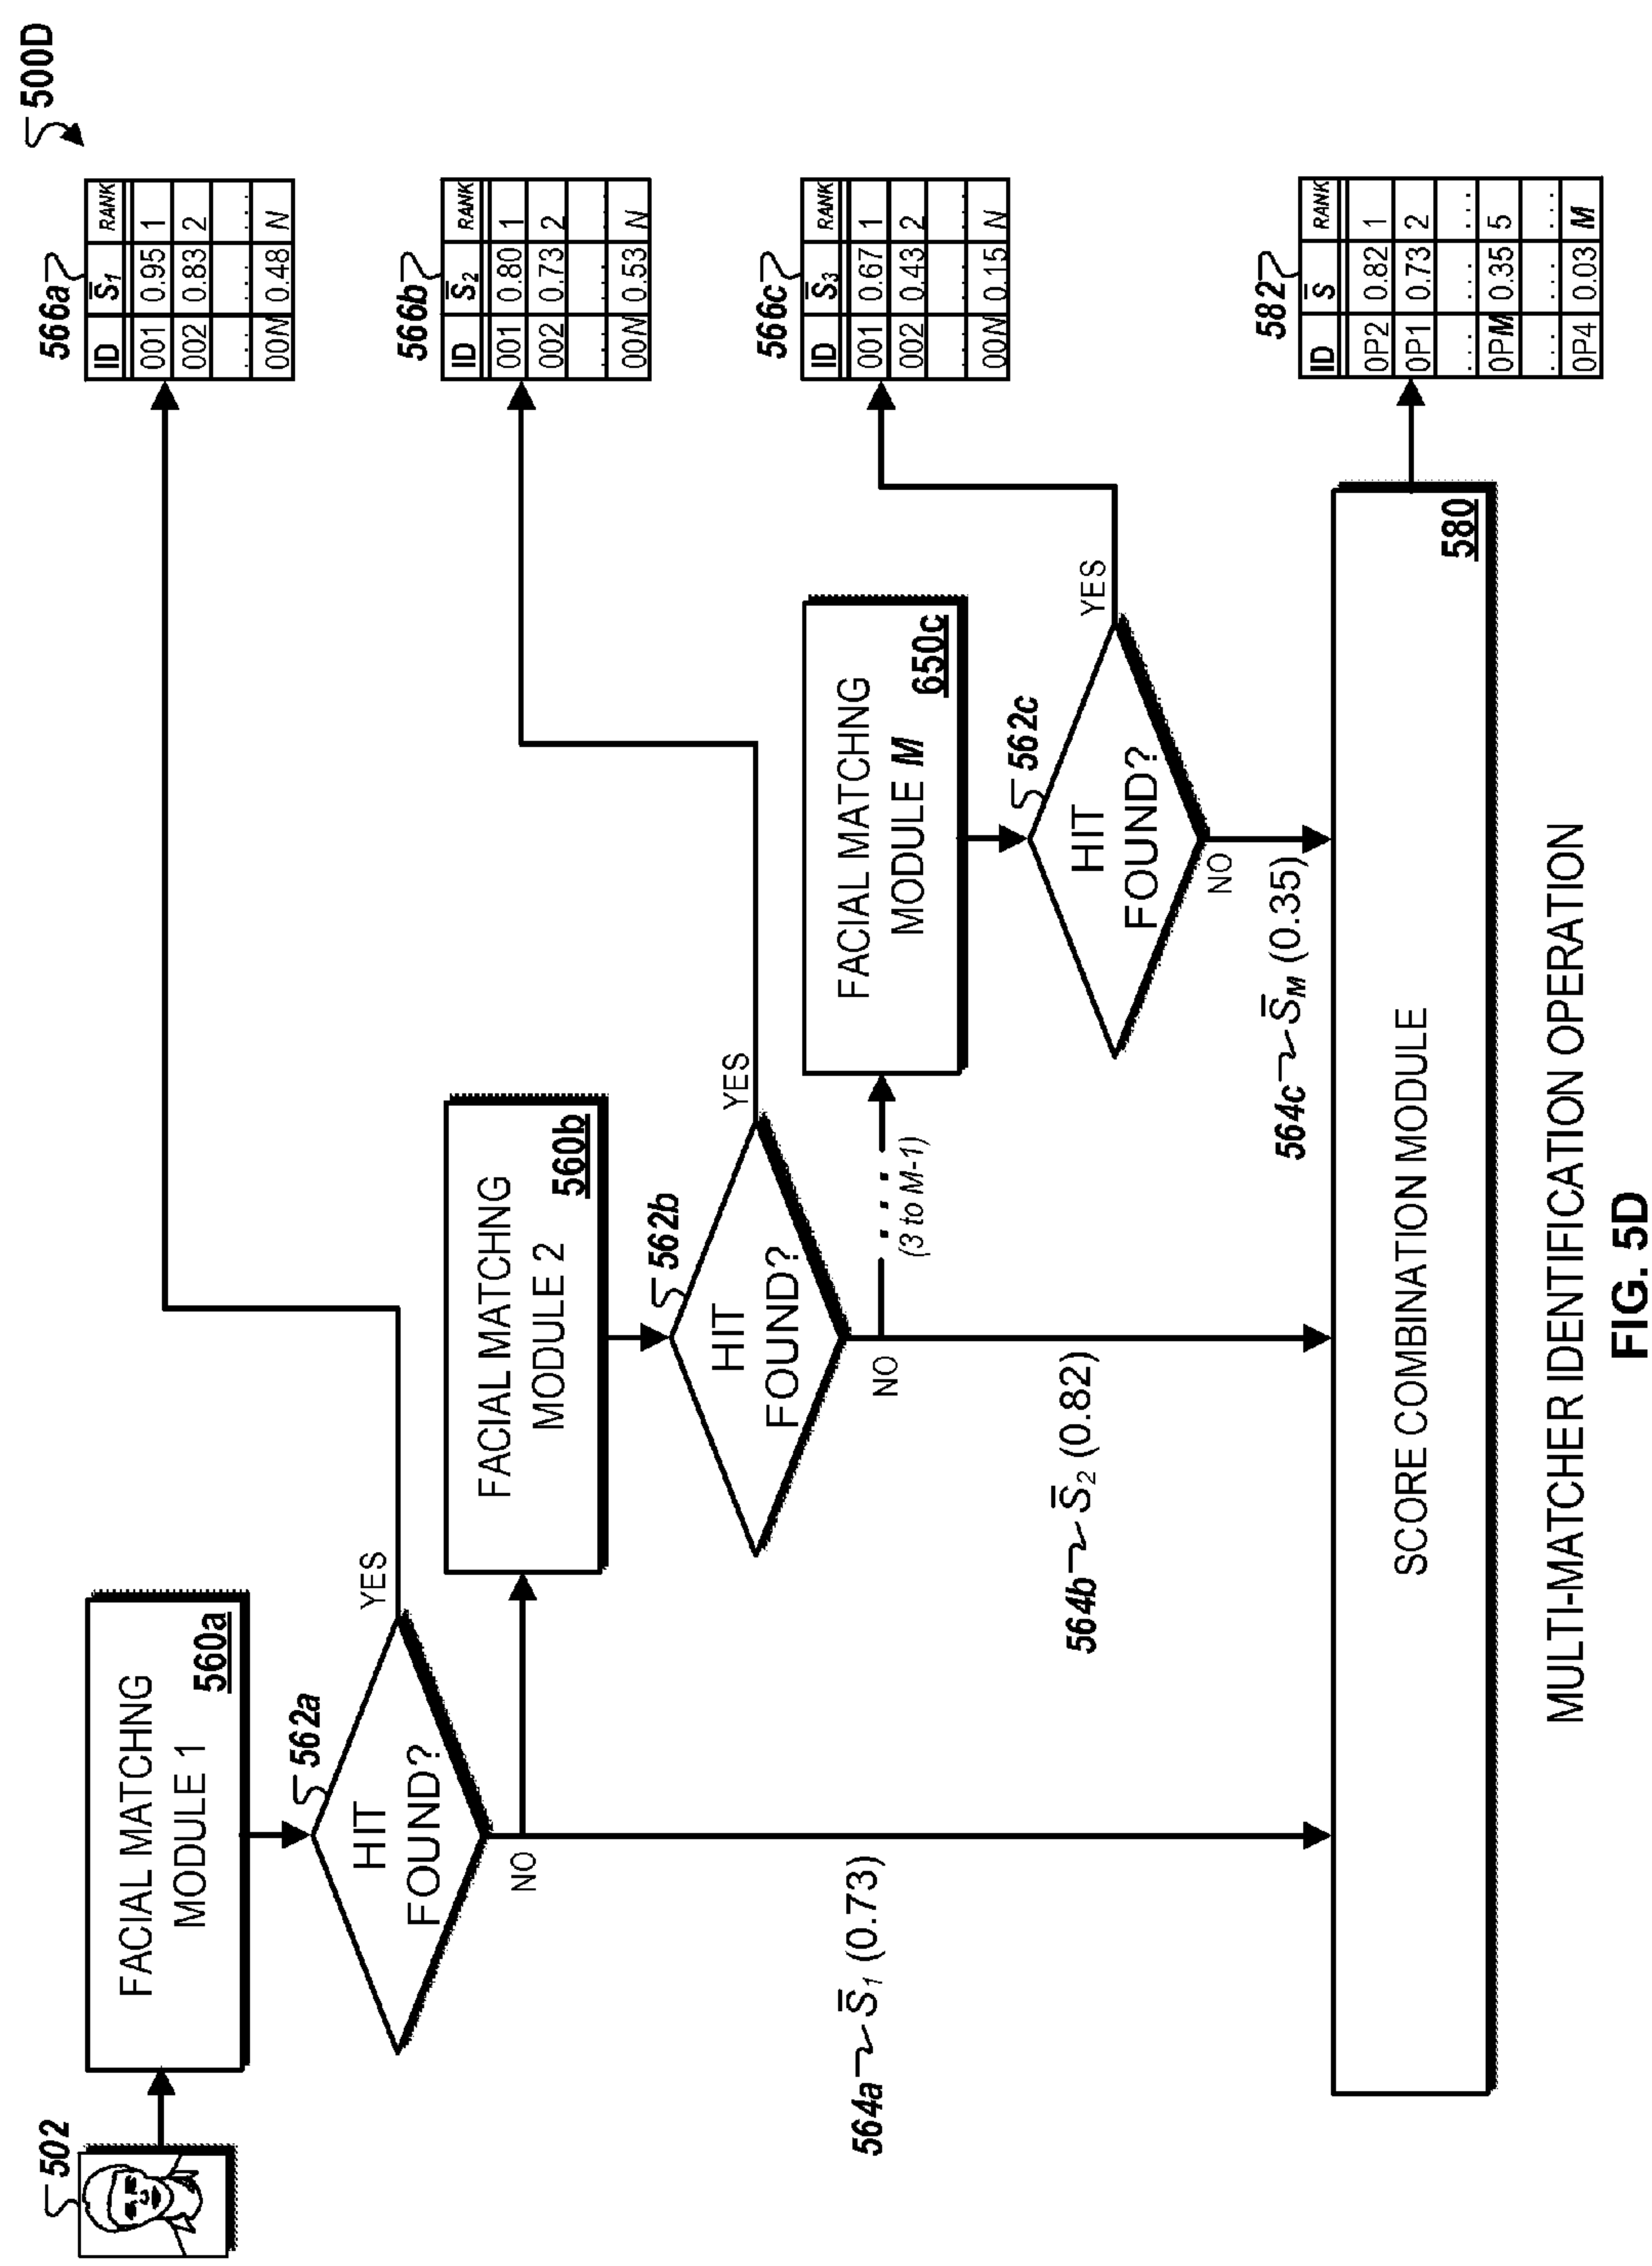 500D
502
FACIAL MATCHNG
MODULE 1
560a
562a
HIT
FOUND?
YES
NO
566a
ID S̅1 RANK
001 0.95 1
002 0.83 2
... ... ...
00N 0.48 N
FACIAL MATCHNG
MODULE 2
560b
562b
HIT
FOUND?
YES
NO
566b
ID S̅2 RANK
001 0.80 1
002 0.73 2
... ... ...
00N 0.53 N
(3 to M-1)
FACIAL MATCHNG
MODULE M
650c
562c
HIT
FOUND?
YES
NO
566c
ID S̅3 RANK
001 0.67 1
002 0.43 2
... ... ...
00N 0.15 N
564a S̅1 (0.73)
564b S̅2 (0.82)
564c S̅M (0.35)
SCORE COMBINATION MODULE
580
582
ID S̅ RANK
0P2 0.82 1
0P1 0.73 2
... ... ...
0PM 0.35 5
... ... ...
0P4 0.03 M
MULTI-MATCHER IDENTIFICATION OPERATION
FIG. 5D